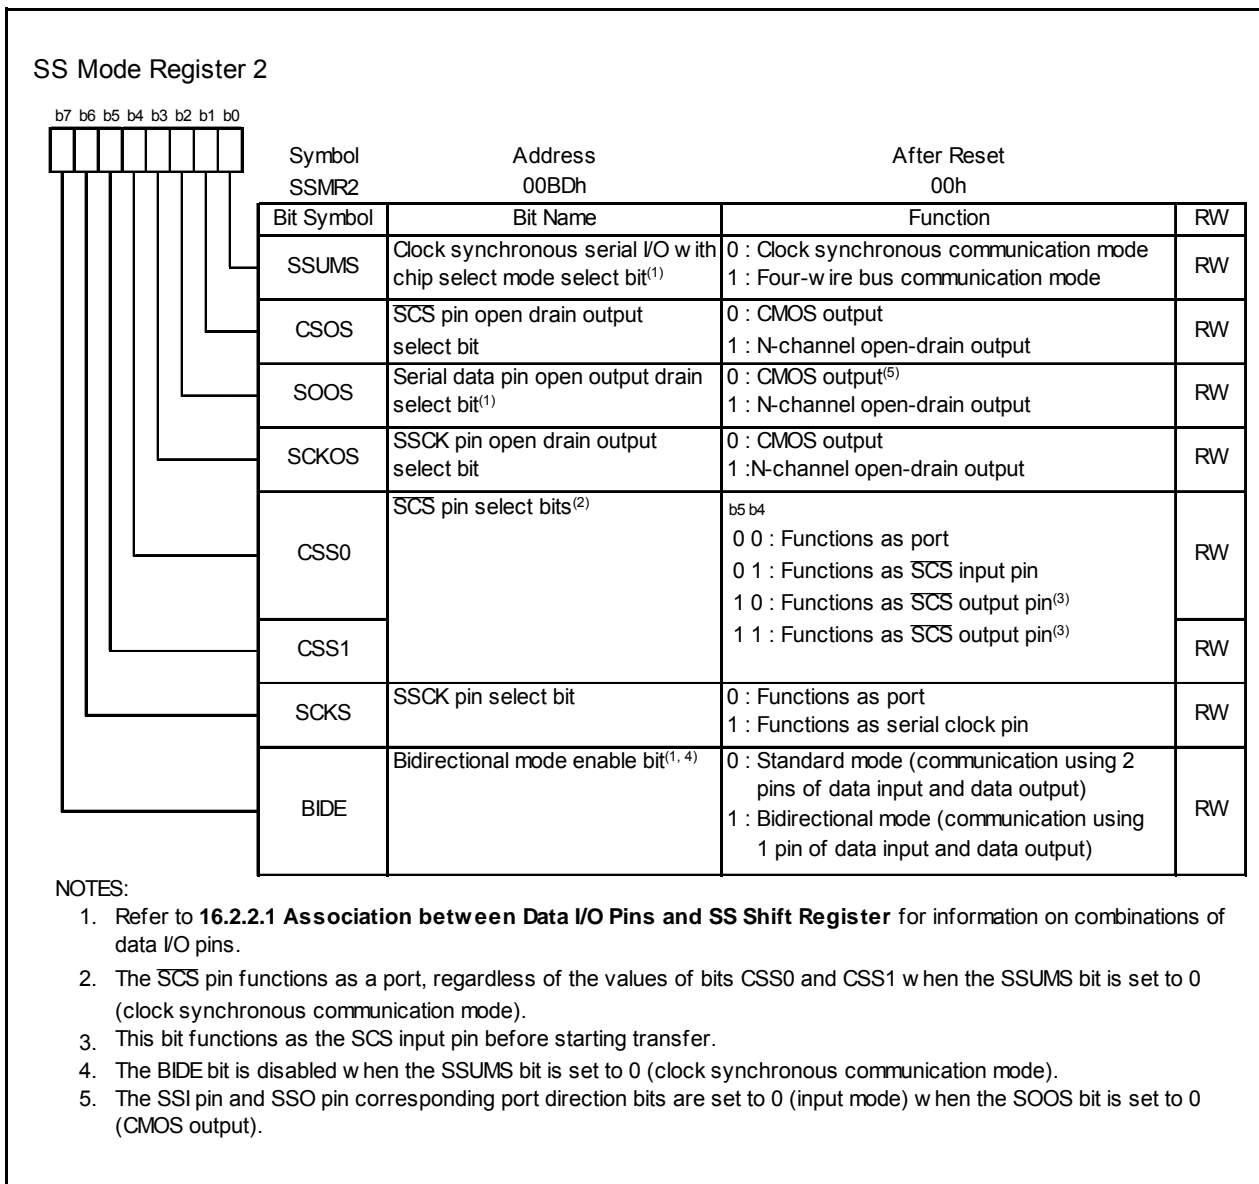 SS Mode Register 2
b7 b6 b5 b4 b3 b2 b1 b0
Symbol Address After Reset
SSMR2 00BDh 00h
Bit Symbol Bit Name Function RW
SSUMS Clock synchronous serial I/O with chip select mode select bit(1) 0 : Clock synchronous communication mode RW
1 : Four-wire bus communication mode
CSOS SCS pin open drain output select bit 0 : CMOS output RW
1 : N-channel open-drain output
SOOS Serial data pin open output drain select bit(1) 0 : CMOS output(5) RW
1 : N-channel open-drain output
SCKOS SSCK pin open drain output select bit 0 : CMOS output RW
1 :N-channel open-drain output
CSS0 SCS pin select bits(2) b5 b4 RW
0 0 : Functions as port
0 1 : Functions as SCS input pin
1 0 : Functions as SCS output pin(3)
1 1 : Functions as SCS output pin(3)
CSS1 RW
SCKS SSCK pin select bit 0 : Functions as port RW
1 : Functions as serial clock pin
BIDE Bidirectional mode enable bit(1, 4) 0 : Standard mode (communication using 2 RW
pins of data input and data output)
1 : Bidirectional mode (communication using
1 pin of data input and data output)
NOTES:
1. Refer to 16.2.2.1 Association between Data I/O Pins and SS Shift Register for information on combinations of
data I/O pins.
2. The SCS pin functions as a port, regardless of the values of bits CSS0 and CSS1 when the SSUMS bit is set to 0
(clock synchronous communication mode).
3. This bit functions as the SCS input pin before starting transfer.
4. The BIDE bit is disabled when the SSUMS bit is set to 0 (clock synchronous communication mode).
5. The SSI pin and SSO pin corresponding port direction bits are set to 0 (input mode) when the SOOS bit is set to 0
(CMOS output).